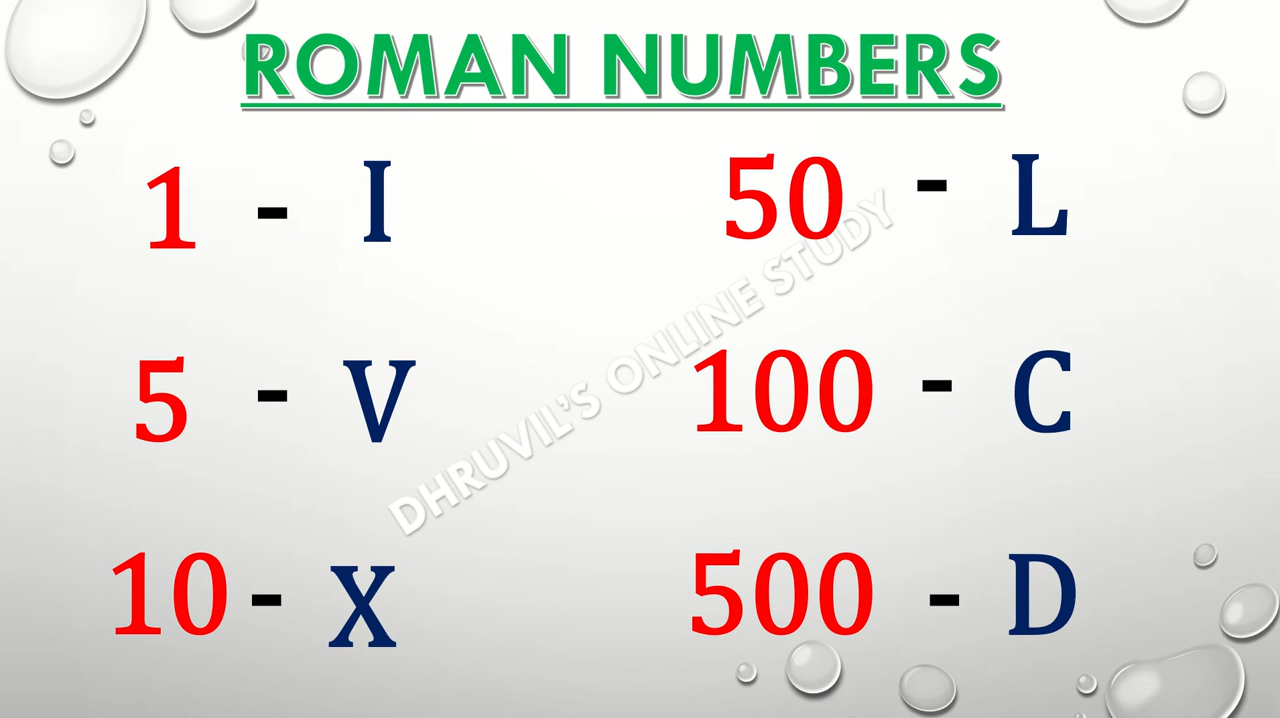 ROMAN NUMBERS
1 - I
5 - V
10 - X
50 - L
100 - C
500 - D
DHRUVIL'S ONLINE STUDY